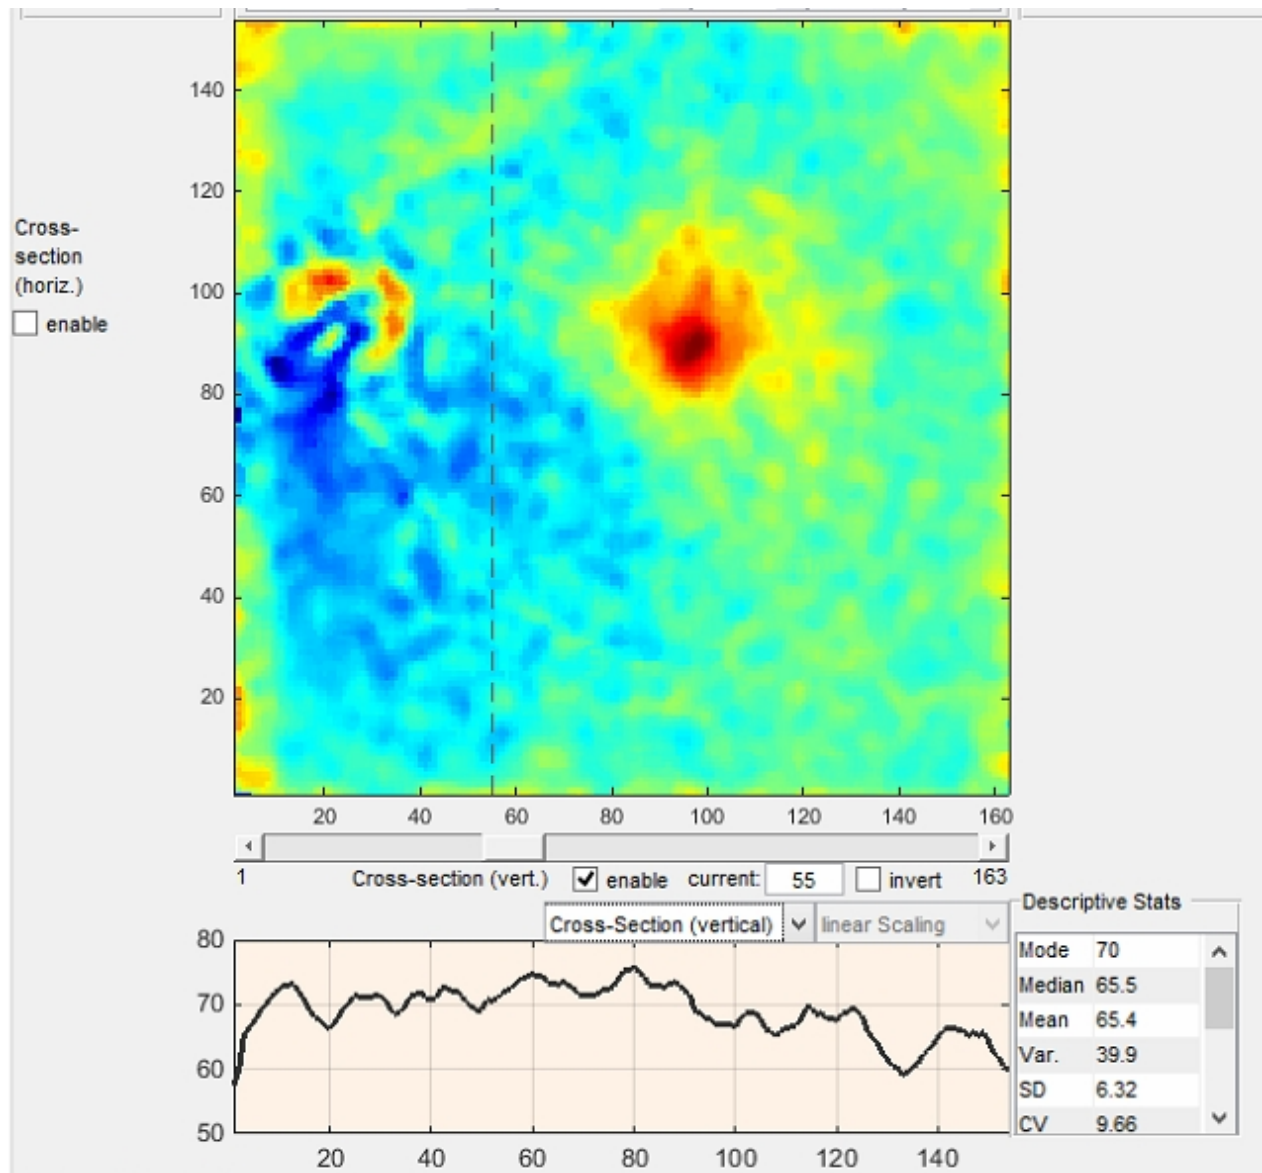 140
120
100
80
60
40
20
Cross-
section
(horiz.)
enable
20 40 60 80 100 120 140 160
1 Cross-section (vert.) enable current: 55 invert 163
Cross-Section (vertical) linear Scaling
80
70
60
50
20 40 60 80 100 120 140
Descriptive Stats
Mode 70
Median 65.5
Mean 65.4
Var. 39.9
SD 6.32
CV 9.66